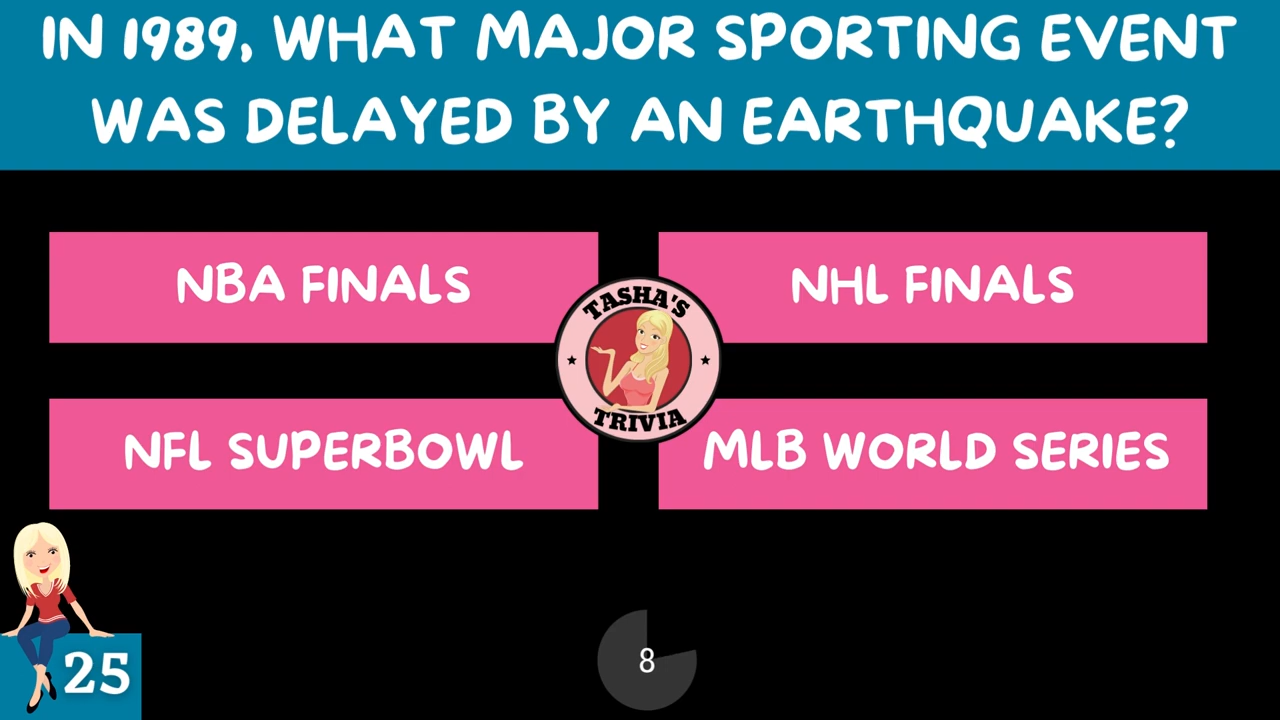 IN 1989, WHAT MAJOR SPORTING EVENT
WAS DELAYED BY AN EARTHQUAKE?
NBA FINALS
NHL FINALS
TASHA'S
TRIVIA
NFL SUPERBOWL
MLB WORLD SERIES
25
8